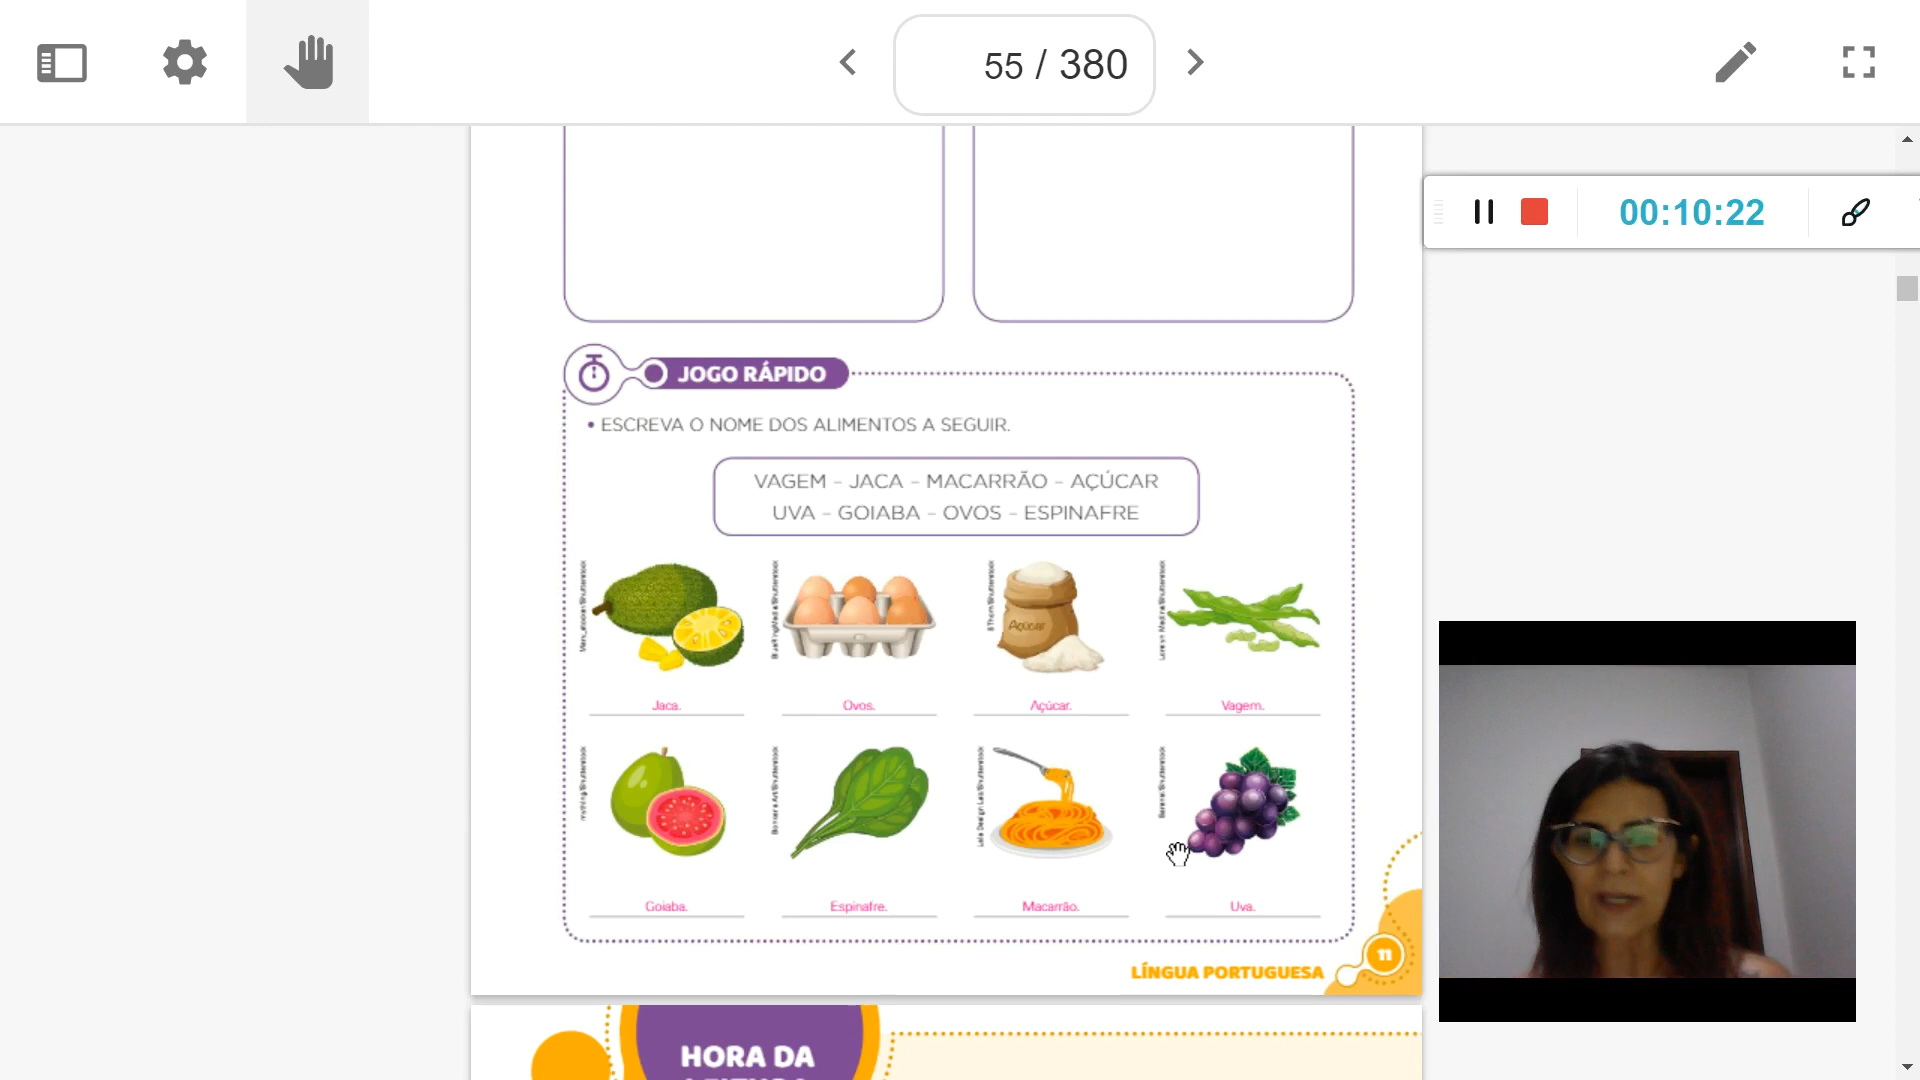 55 / 380
00:10:22
JOGO RÁPIDO
• ESCREVA O NOME DOS ALIMENTOS A SEGUIR.
VAGEM – JACA – MACARRÃO – AÇÚCAR
UVA – GOIABA – OVOS – ESPINAFRE
Açúcar
Jaca.
Ovos.
Açúcar.
Vagem.
Goiaba.
Espinafre.
Macarrão.
Uva.
LÍNGUA PORTUGUESA
11
HORA DA